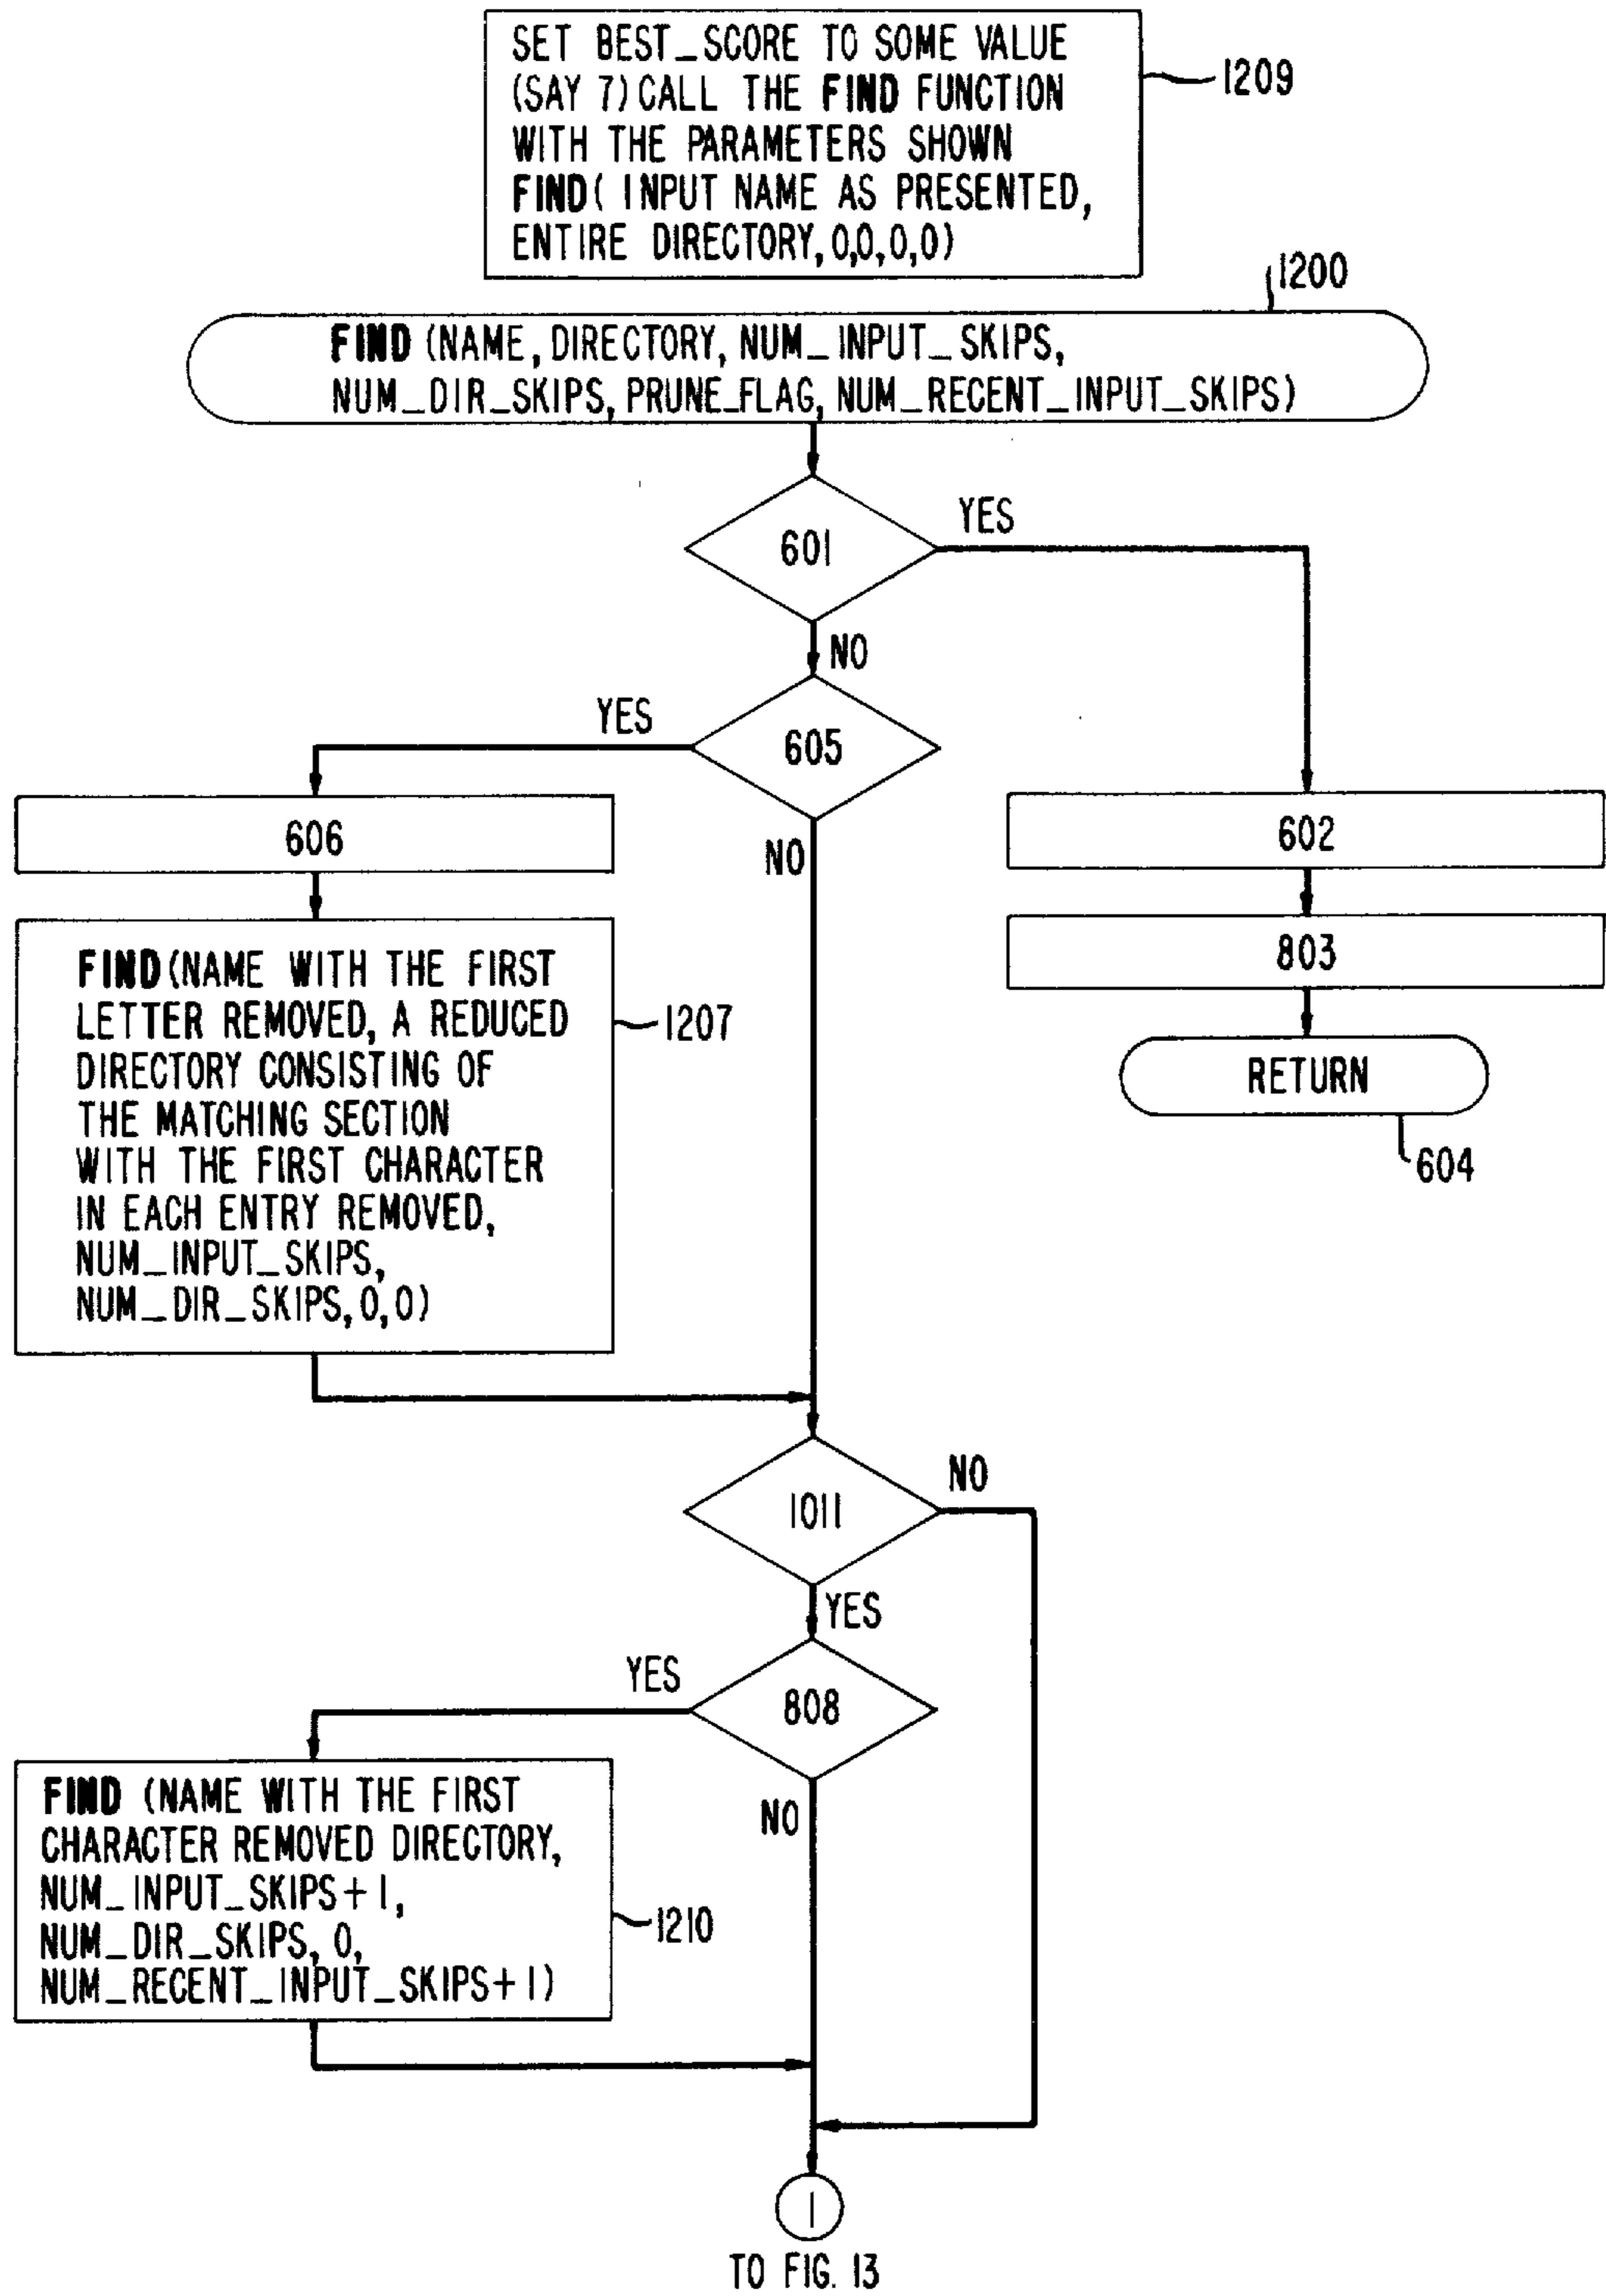 SET BEST_SCORE TO SOME VALUE
(SAY 7) CALL THE FIND FUNCTION
WITH THE PARAMETERS SHOWN
FIND( INPUT NAME AS PRESENTED,
ENTIRE DIRECTORY, 0,0,0,0)
1209
1200
FIND (NAME, DIRECTORY, NUM_INPUT_SKIPS,
NUM_DIR_SKIPS, PRUNE_FLAG, NUM_RECENT_INPUT_SKIPS)
601
YES
NO
YES
605
NO
606
602
803
RETURN
604
FIND (NAME WITH THE FIRST
LETTER REMOVED, A REDUCED
DIRECTORY CONSISTING OF
THE MATCHING SECTION
WITH THE FIRST CHARACTER
IN EACH ENTRY REMOVED,
NUM_INPUT_SKIPS,
NUM_DIR_SKIPS, 0,0)
1207
1011
NO
YES
YES
808
NO
FIND (NAME WITH THE FIRST
CHARACTER REMOVED DIRECTORY,
NUM_INPUT_SKIPS+1,
NUM_DIR_SKIPS, 0,
NUM_RECENT_INPUT_SKIPS+1)
1210
1
TO FIG. 13